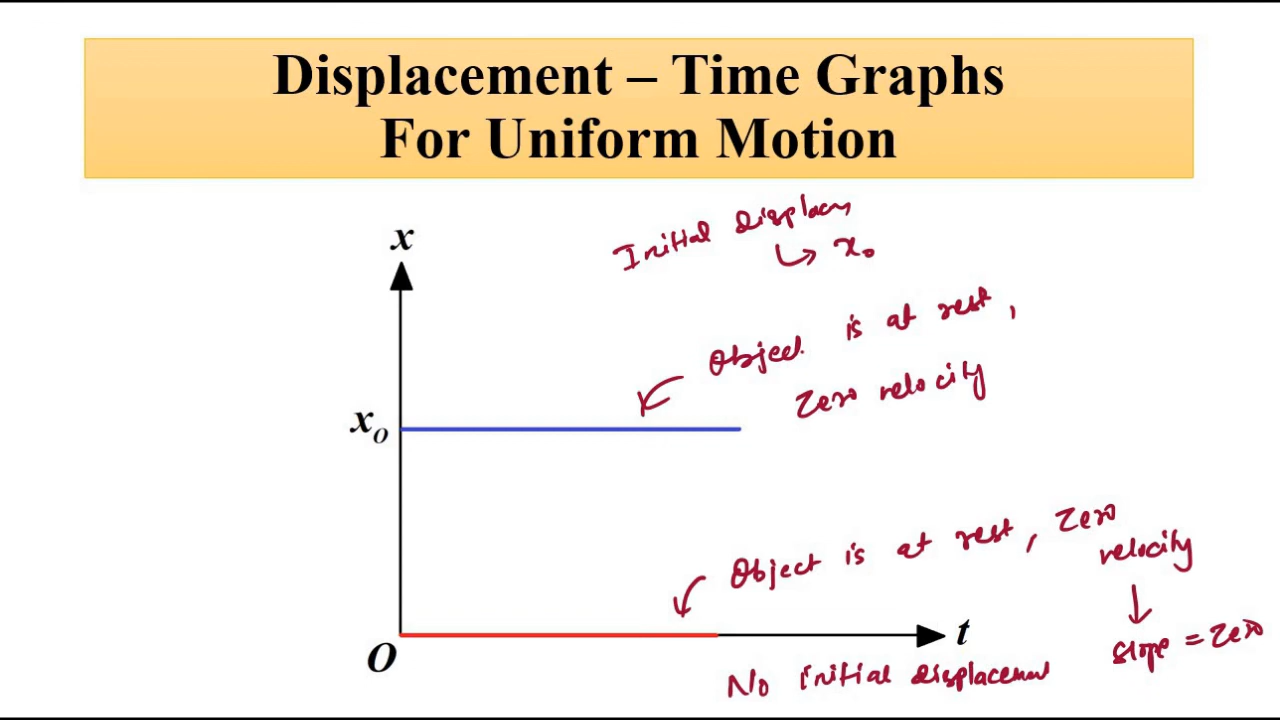 Displacement – Time Graphs
For Uniform Motion
Initial displacm
x
↳ x₀
Object is at rest,
Zero velocity
x₀
Object is at rest, Zero
velocity
↓
slope = Zero
t
O
No initial displacement